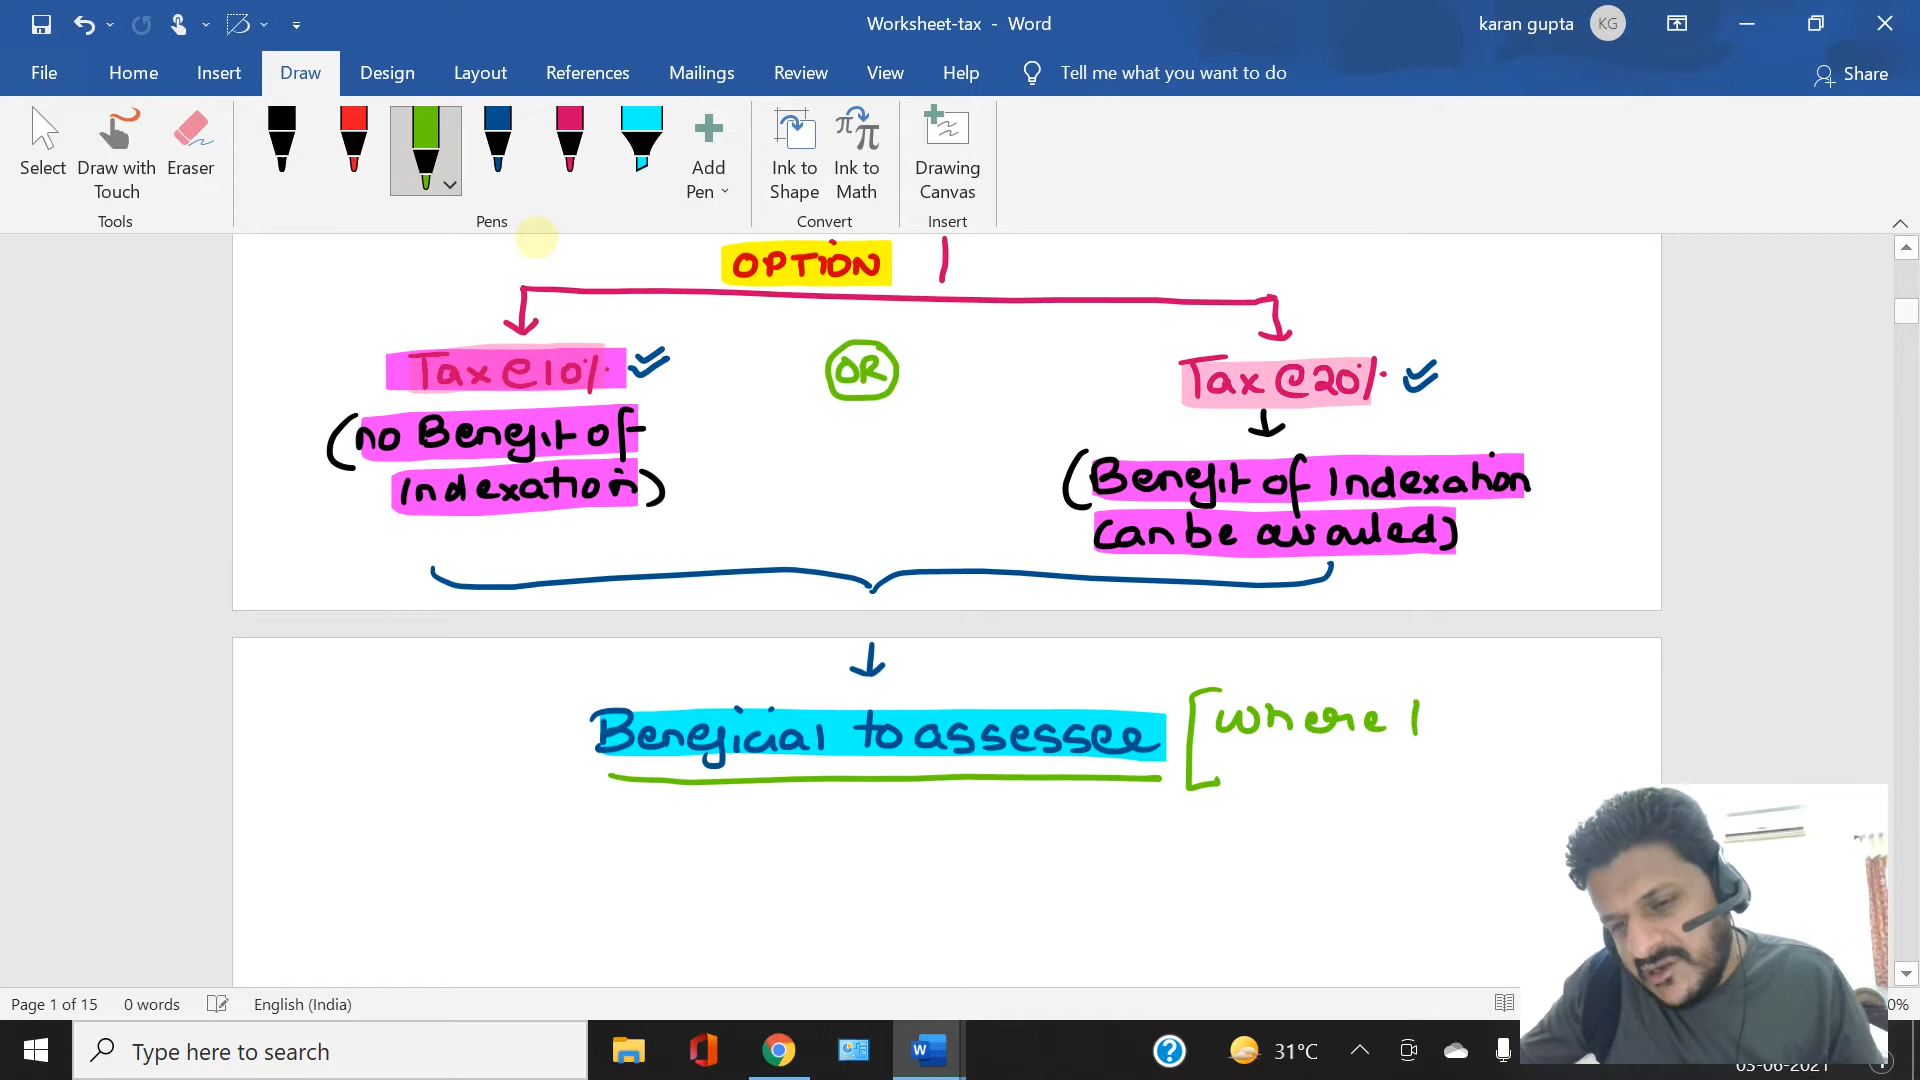 Worksheet-tax - Word
karan gupta
KG
File Home Insert Draw Design Layout References Mailings Review View Help Tell me what you want to do Share
Select Draw with Touch Eraser Add Pen Ink to Shape Ink to Math Drawing Canvas
Tools Pens Convert Insert
OPTION
Tax@10%.
OR
Tax@20%.
(no Benefit of
Indexation)
(Benefit of Indexation
can be availed)
Beneficial to assessee
[where
Page 1 of 15 0 words English (India)
Type here to search
31°C
03-06-2021